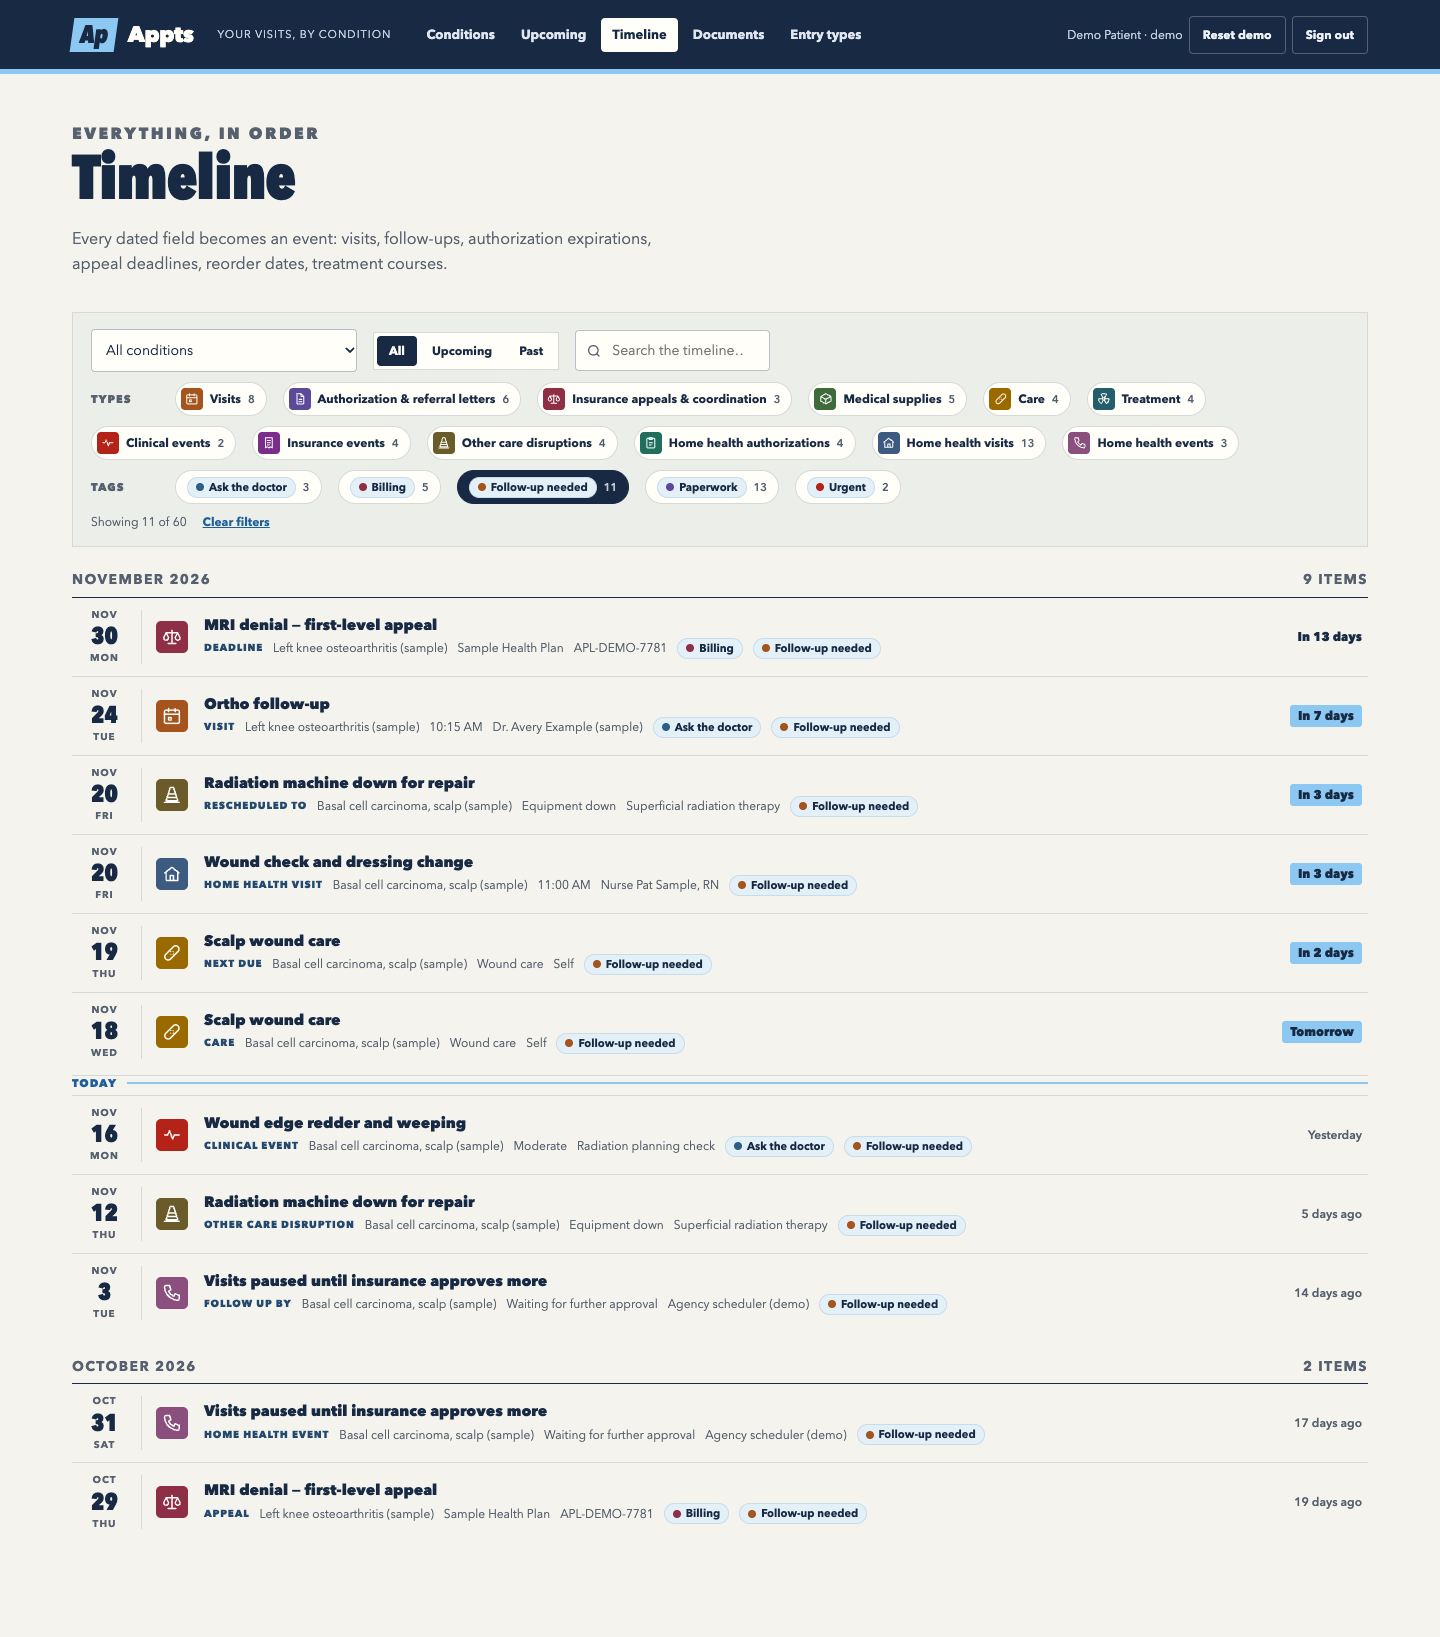 Ap Appts YOUR VISITS, BY CONDITION Conditions Upcoming Timeline Documents Entry types Demo Patient · demo Reset demo Sign out
EVERYTHING, IN ORDER
Timeline
Every dated field becomes an event: visits, follow-ups, authorization expirations,
appeal deadlines, reorder dates, treatment courses.
All conditions All Upcoming Past Search the timeline..
TYPES Visits 8 Authorization & referral letters 6 Insurance appeals & coordination 3 Medical supplies 5 Care 4 Treatment 4
Clinical events 2 Insurance events 4 Other care disruptions 4 Home health authorizations 4 Home health visits 13 Home health events 3
TAGS Ask the doctor 3 Billing 5 Follow-up needed 11 Paperwork 13 Urgent 2
Showing 11 of 60 Clear filters
NOVEMBER 2026 9 ITEMS
NOV
30
MON
MRI denial – first-level appeal
DEADLINE Left knee osteoarthritis (sample) Sample Health Plan APL-DEMO-7781 Billing Follow-up needed
In 13 days
NOV
24
TUE
Ortho follow-up
VISIT Left knee osteoarthritis (sample) 10:15 AM Dr. Avery Example (sample) Ask the doctor Follow-up needed
In 7 days
NOV
20
FRI
Radiation machine down for repair
RESCHEDULED TO Basal cell carcinoma, scalp (sample) Equipment down Superficial radiation therapy Follow-up needed
In 3 days
NOV
20
FRI
Wound check and dressing change
HOME HEALTH VISIT Basal cell carcinoma, scalp (sample) 11:00 AM Nurse Pat Sample, RN Follow-up needed
In 3 days
NOV
19
THU
Scalp wound care
NEXT DUE Basal cell carcinoma, scalp (sample) Wound care Self Follow-up needed
In 2 days
NOV
18
WED
Scalp wound care
CARE Basal cell carcinoma, scalp (sample) Wound care Self Follow-up needed
Tomorrow
TODAY
NOV
16
MON
Wound edge redder and weeping
CLINICAL EVENT Basal cell carcinoma, scalp (sample) Moderate Radiation planning check Ask the doctor Follow-up needed
Yesterday
NOV
12
THU
Radiation machine down for repair
OTHER CARE DISRUPTION Basal cell carcinoma, scalp (sample) Equipment down Superficial radiation therapy Follow-up needed
5 days ago
NOV
3
TUE
Visits paused until insurance approves more
FOLLOW UP BY Basal cell carcinoma, scalp (sample) Waiting for further approval Agency scheduler (demo) Follow-up needed
14 days ago
OCTOBER 2026 2 ITEMS
OCT
31
SAT
Visits paused until insurance approves more
HOME HEALTH EVENT Basal cell carcinoma, scalp (sample) Waiting for further approval Agency scheduler (demo) Follow-up needed
17 days ago
OCT
29
THU
MRI denial – first-level appeal
APPEAL Left knee osteoarthritis (sample) Sample Health Plan APL-DEMO-7781 Billing Follow-up needed
19 days ago